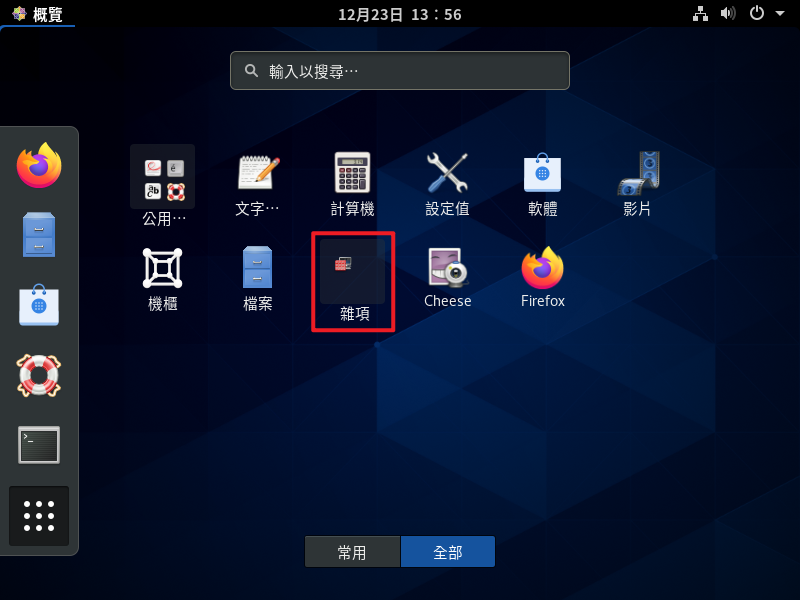 概覽
12月23日 13：56
輸入以搜尋…
公用…
文字…
計算機
設定值
軟體
影片
機櫃
檔案
雜項
Cheese
Firefox
常用
全部